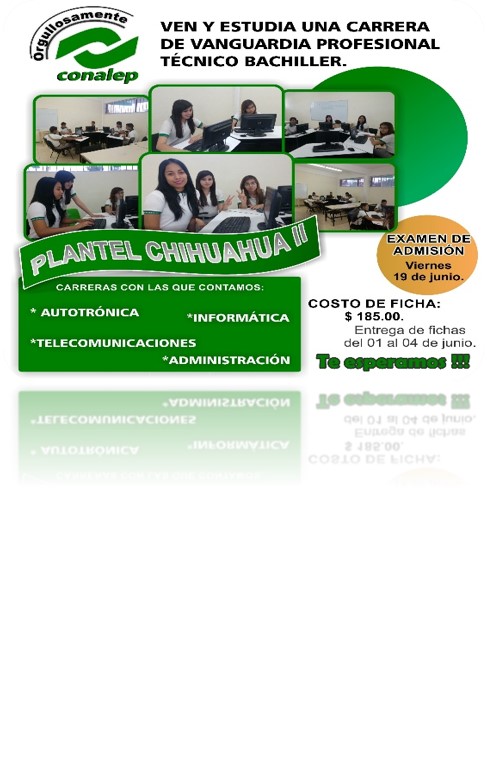 Orgullosamente
conalep
VEN Y ESTUDIA UNA CARRERA
DE VANGUARDIA PROFESIONAL
TÉCNICO BACHILLER.
PLANTEL CHIHUAHUA III
EXAMEN DE
ADMISIÓN
Viernes
19 de junio.
CARRERAS CON LAS QUE CONTAMOS:
* AUTOTRÓNICA
*INFORMÁTICA
*TELECOMUNICACIONES
*ADMINISTRACIÓN
COSTO DE FICHA:
$ 185.00.
Entrega de fichas
del 01 al 04 de junio.
Te esperamos !!!